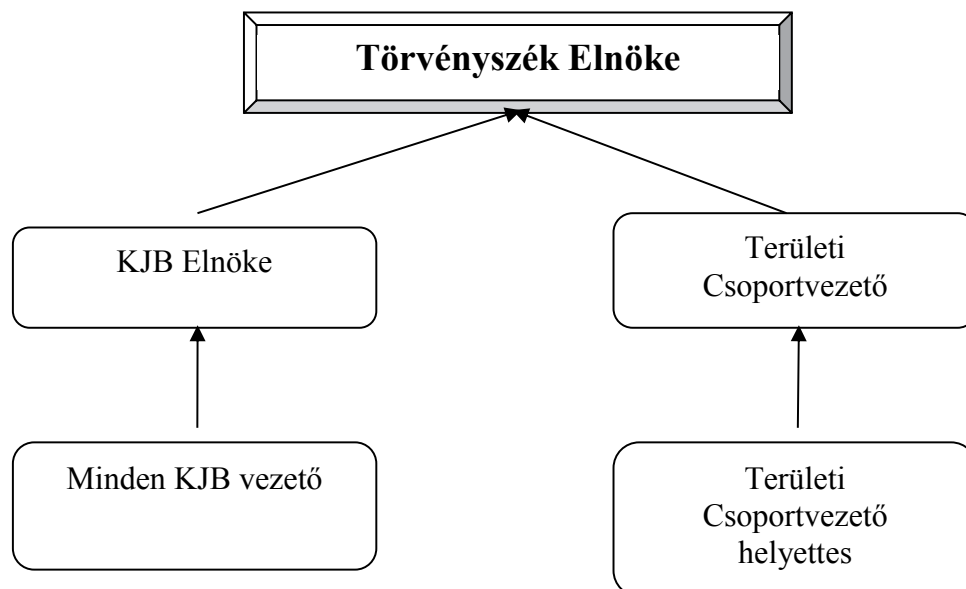 Törvényszék Elnöke
KJB Elnöke
Területi
Csoportvezető
Minden KJB vezető
Területi
Csoportvezető
helyettes